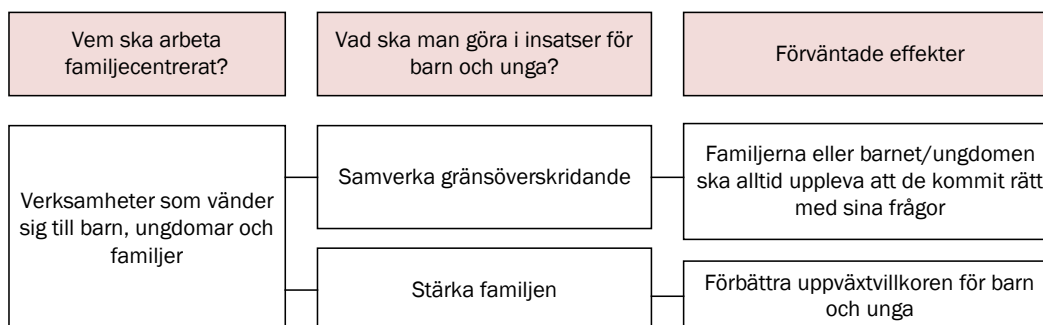 Vem ska arbeta
familjecentrerat?
Vad ska man göra i insatser för
barn och unga?
Förväntade effekter
Verksamheter som vänder
sig till barn, ungdomar och
familjer
Samverka gränsöverskridande
Familjerna eller barnet/ungdomen
ska alltid uppleva att de kommit rätt
med sina frågor
Stärka familjen
Förbättra uppväxtvillkoren för barn
och unga